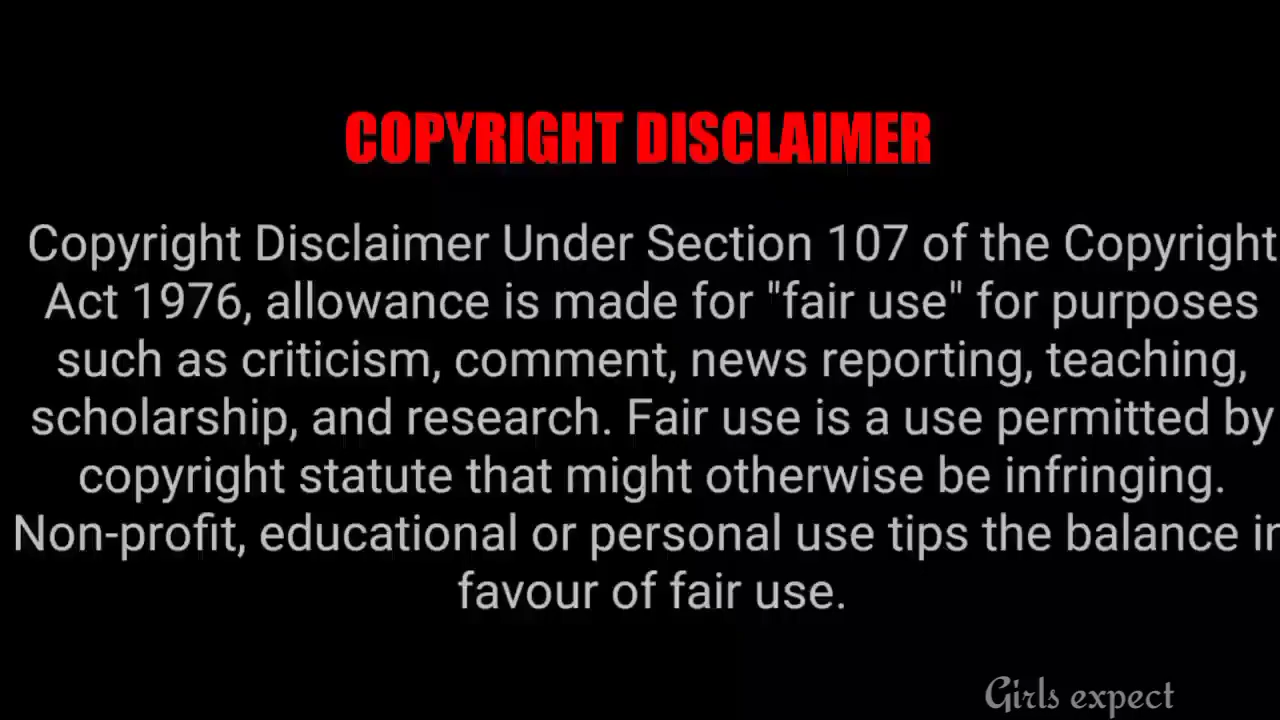 COPYRIGHT DISCLAIMER
Copyright Disclaimer Under Section 107 of the Copyright
Act 1976, allowance is made for "fair use" for purposes
such as criticism, comment, news reporting, teaching,
scholarship, and research. Fair use is a use permitted by
copyright statute that might otherwise be infringing.
Non-profit, educational or personal use tips the balance in
favour of fair use.
Girls expect